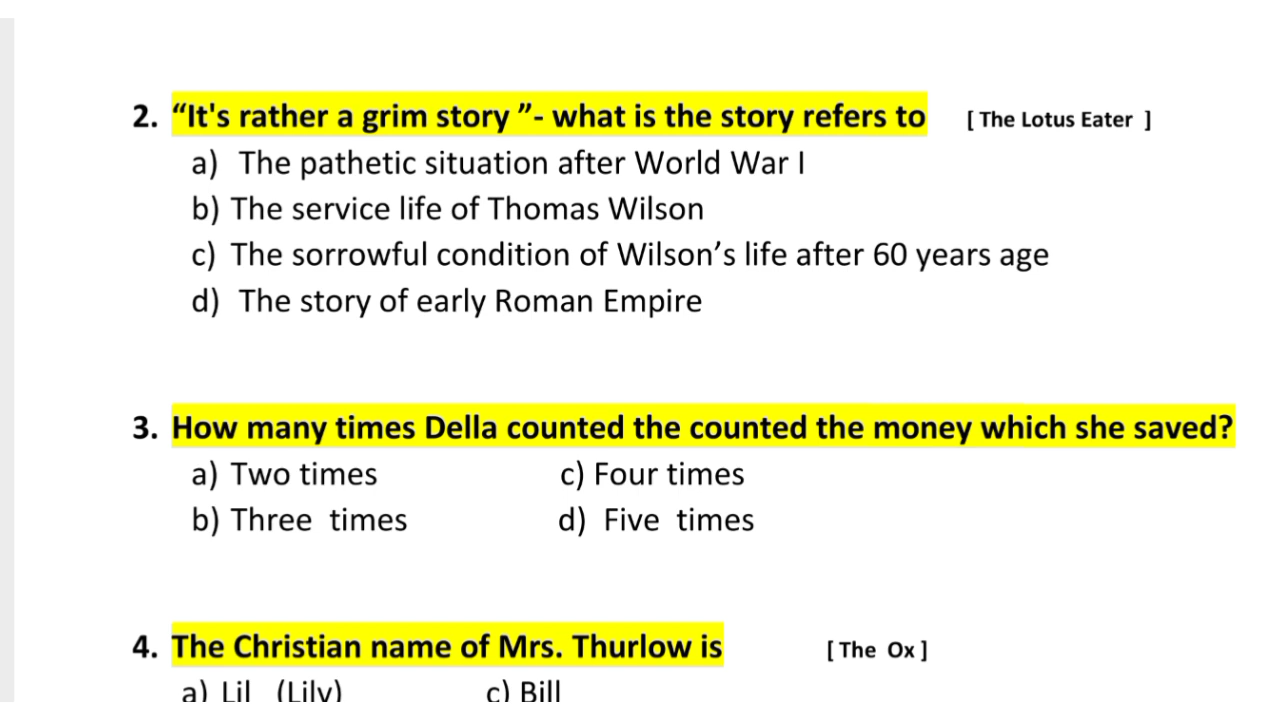 2. “It's rather a grim story ”- what is the story refers to [ The Lotus Eater ]
a) The pathetic situation after World War I
b) The service life of Thomas Wilson
c) The sorrowful condition of Wilson’s life after 60 years age
d) The story of early Roman Empire
3. How many times Della counted the counted the money which she saved?
a) Two times c) Four times
b) Three times d) Five times
4. The Christian name of Mrs. Thurlow is [ The Ox ]
a) Lil (Lily) c) Bill